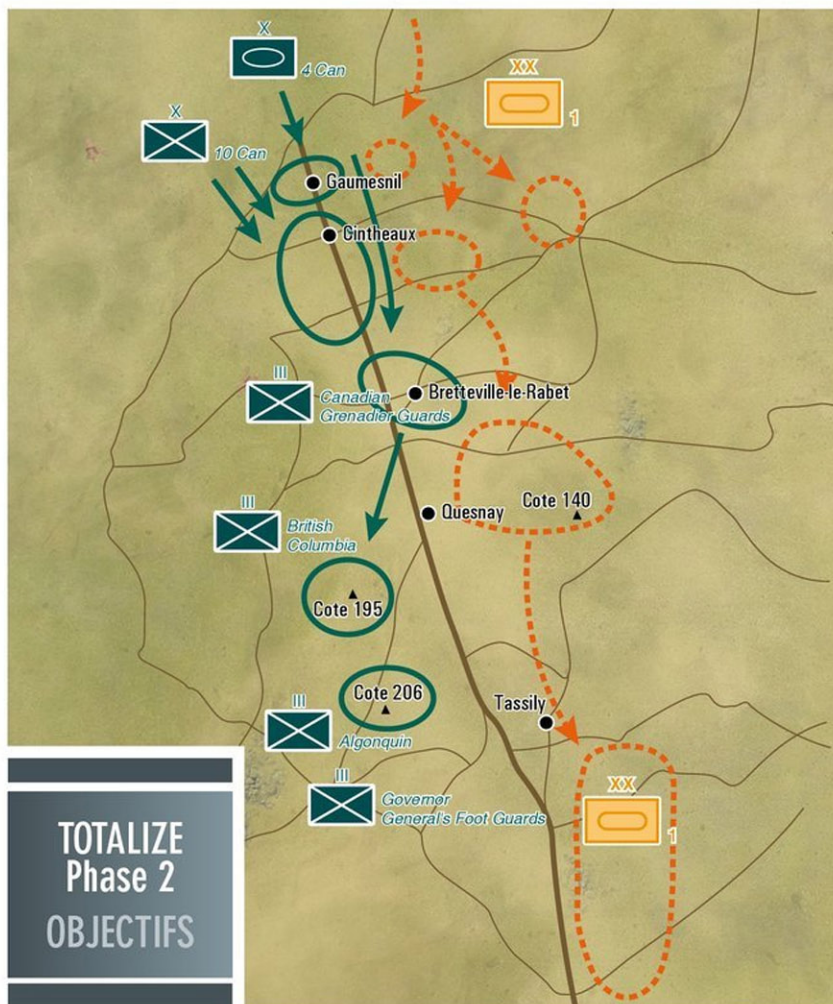 X
4 Can
XX
1
X
10 Can
Gaumesnil
Cintheaux
III
Canadian
Grenadier Guards
Bretteville-le-Rabet
III
British
Columbia
Quesnay
Cote 140
Cote 195
Cote 206
III
Algonquin
Tassily
III
Governor
General's Foot Guards
XX
1
TOTALIZE
Phase 2
OBJECTIFS